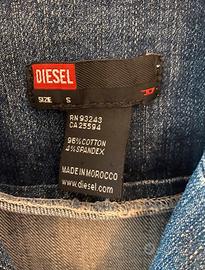 DIESEL
SIZE S
RN 93243
CA 25594
96% COTTON
4% SPANDEX
MADE IN MOROCCO
www.diesel.com